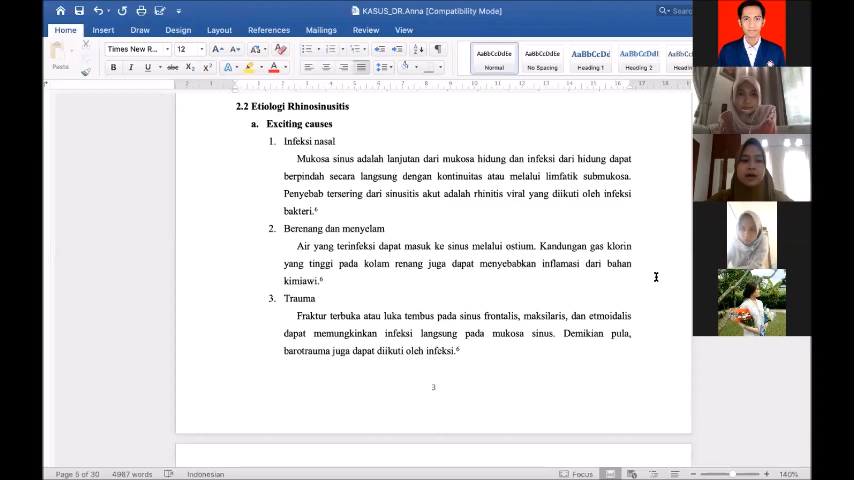 KASUS_DR.Anna [Compatibility Mode]
Home Insert Draw Design Layout References Mailings Review View
Paste
Times New R... 12
AaBbCcDdEe AaBbCcDdEe AaBbCcDd AaBbCcDdI
Normal No Spacing Heading 1 Heading 2
2.2 Etiologi Rhinosinusitis
a. Exciting causes
1. Infeksi nasal
Mukosa sinus adalah lanjutan dari mukosa hidung dan infeksi dari hidung dapat
berpindah secara langsung dengan kontinuitas atau melalui limfatik submukosa.
Penyebab tersering dari sinusitis akut adalah rhinitis viral yang diikuti oleh infeksi
bakteri.⁶
2. Berenang dan menyelam
Air yang terinfeksi dapat masuk ke sinus melalui ostium. Kandungan gas klorin
yang tinggi pada kolam renang juga dapat menyebabkan inflamasi dari bahan
kimiawi.⁶
3. Trauma
Fraktur terbuka atau luka tembus pada sinus frontalis, maksilaris, dan etmoidalis
dapat memungkinkan infeksi langsung pada mukosa sinus. Demikian pula,
barotrauma juga dapat diikuti oleh infeksi.⁶
3
Page 5 of 30 4967 words Indonesian Focus 140%